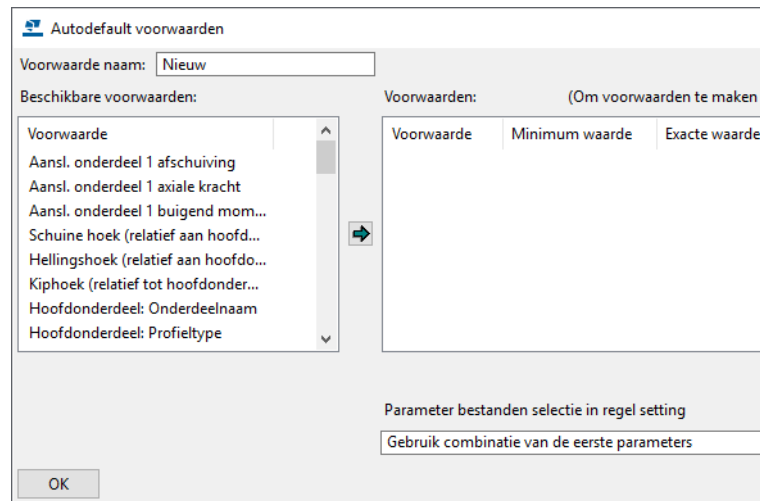 Autodefault voorwaarden
Voorwaarde naam: Nieuw
Beschikbare voorwaarden:
Voorwaarden: (Om voorwaarden te maken
Voorwaarde
Aansl. onderdeel 1 afschuiving
Aansl. onderdeel 1 axiale kracht
Aansl. onderdeel 1 buigend mom...
Schuine hoek (relatief aan hoofd...
Hellingshoek (relatief aan hoofdo...
Kiphoek (relatief tot hoofdonder...
Hoofdonderdeel: Onderdeelnaam
Hoofdonderdeel: Profieltype
Voorwaarde Minimum waarde Exacte waarde
Parameter bestanden selectie in regel setting
Gebruik combinatie van de eerste parameters
OK